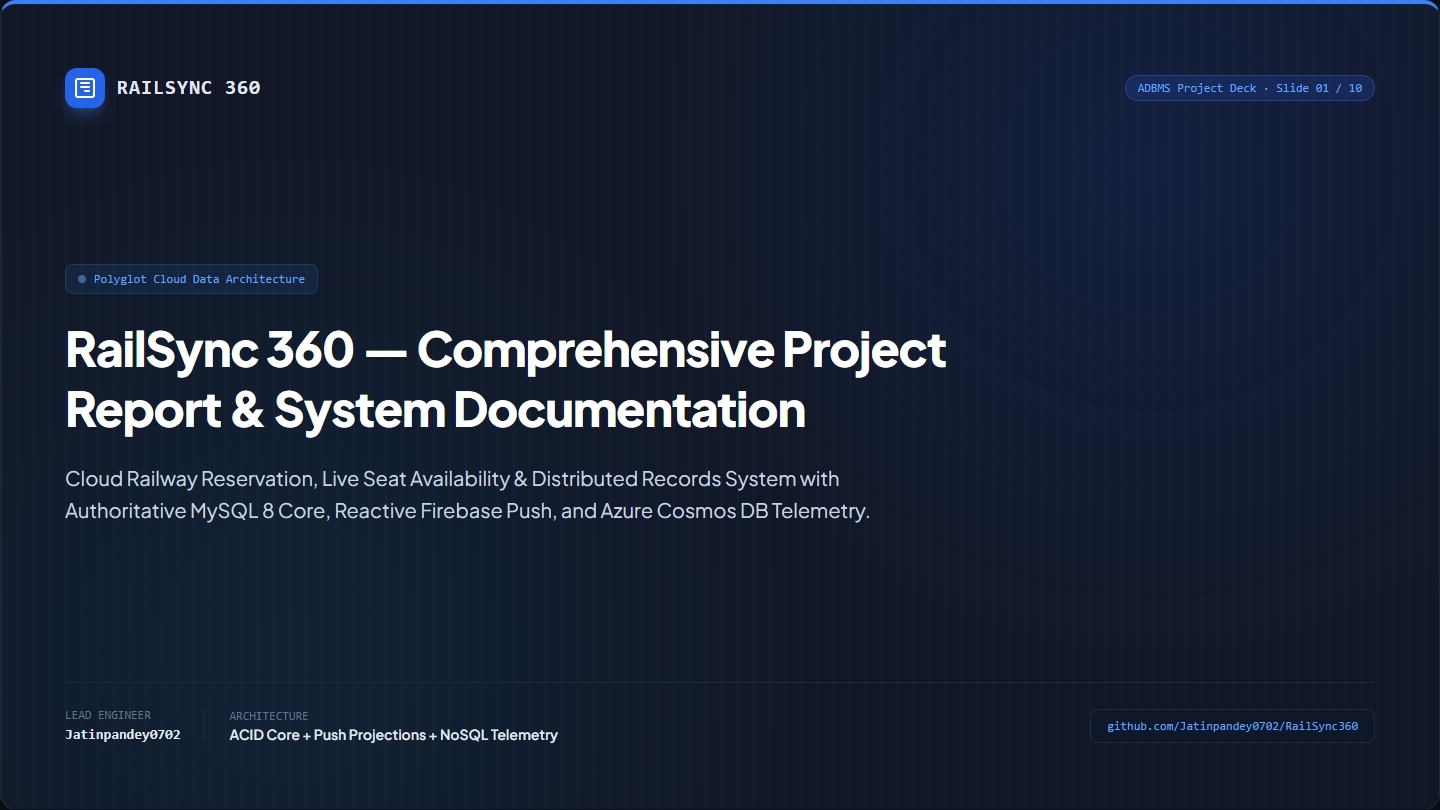 RAILSYNC 360
ADBMS Project Deck · Slide 01 / 10
Polyglot Cloud Data Architecture
RailSync 360 — Comprehensive Project
Report & System Documentation
Cloud Railway Reservation, Live Seat Availability & Distributed Records System with
Authoritative MySQL 8 Core, Reactive Firebase Push, and Azure Cosmos DB Telemetry.
LEAD ENGINEER
Jatinpandey0702
ARCHITECTURE
ACID Core + Push Projections + NoSQL Telemetry
github.com/Jatinpandey0702/RailSync360